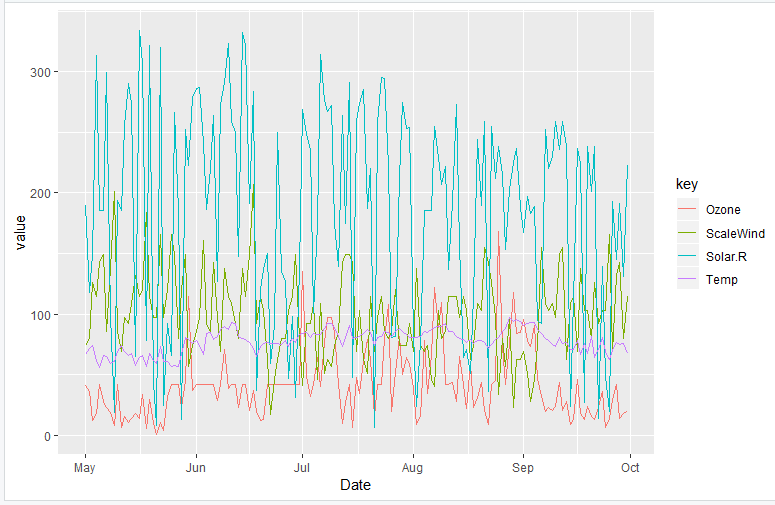 300
200
100
0
value
May Jun Jul Aug Sep Oct
Date
key
Ozone
ScaleWind
Solar.R
Temp